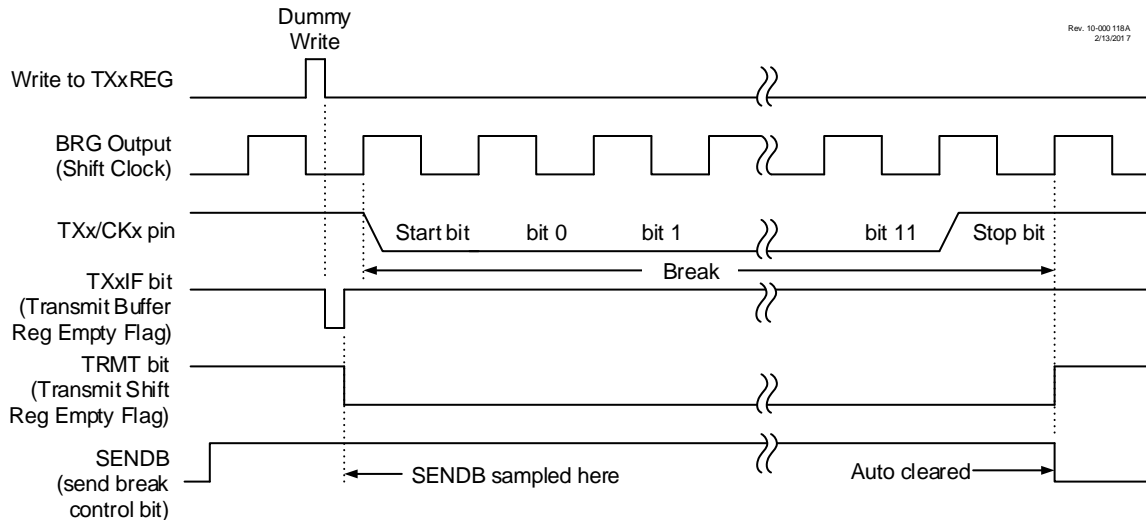 Rev. 10-000 118A
2/13/201 7
Dummy
Write
Write to TXxREG
BRG Output
(Shift Clock)
TXx/CKx pin
Start bit
bit 0
bit 1
bit 11
Stop bit
Break
TXxIF bit
(Transmit Buffer
Reg Empty Flag)
TRMT bit
(Transmit Shift
Reg Empty Flag)
SENDB
(send break
control bit)
SENDB sampled here
Auto cleared